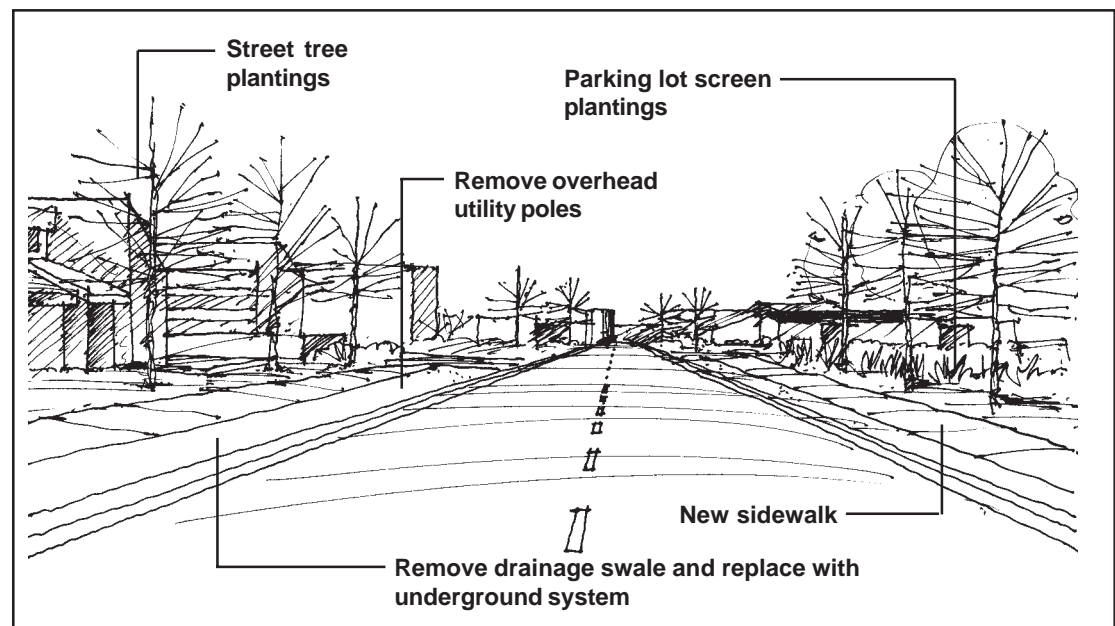 Street tree
plantings
Parking lot screen
plantings
Remove overhead
utility poles
New sidewalk
Remove drainage swale and replace with
underground system